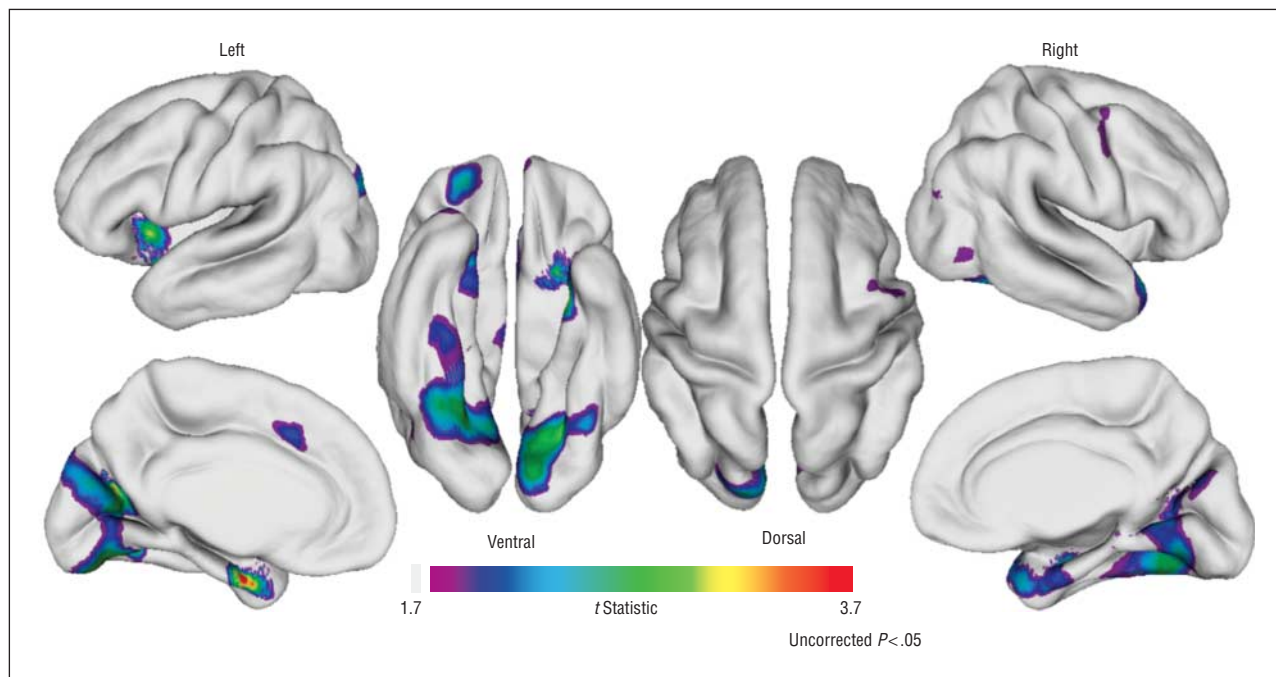 Left
Right
Ventral
Dorsal
1.7
t Statistic
3.7
Uncorrected P<.05